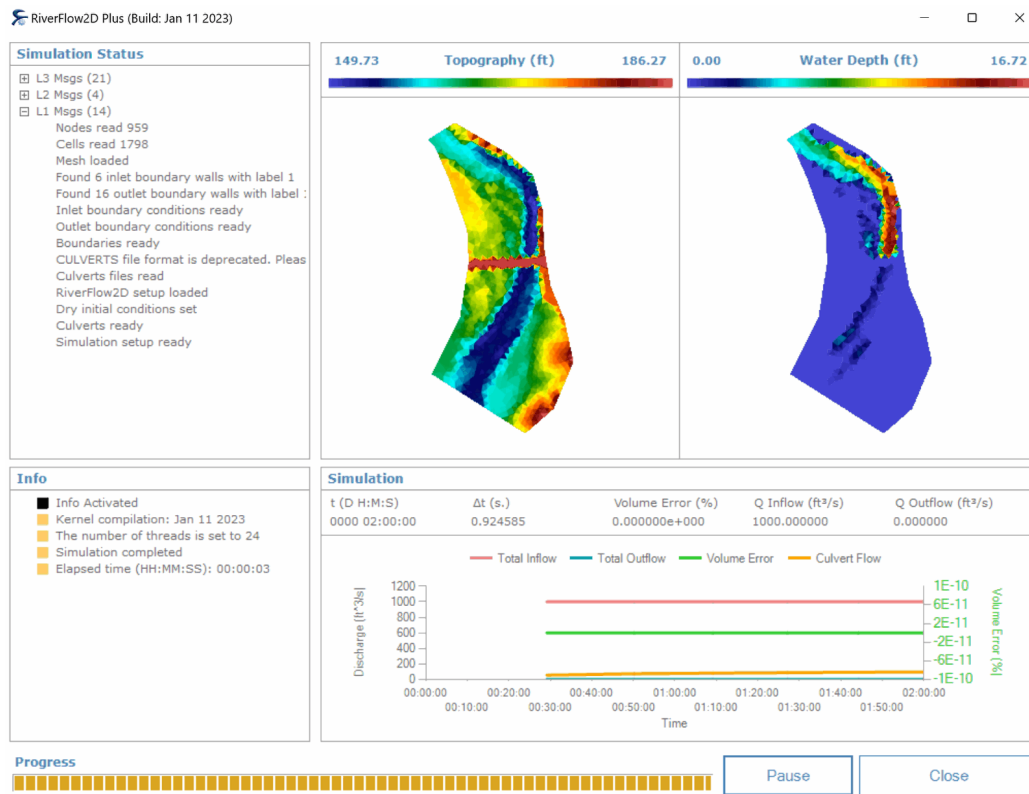 RiverFlow2D Plus (Build: Jan 11 2023)
Simulation Status
L3 Msgs (21)
L2 Msgs (4)
L1 Msgs (14)
Nodes read 959
Cells read 1798
Mesh loaded
Found 6 inlet boundary walls with label 1
Found 16 outlet boundary walls with label
Inlet boundary conditions ready
Outlet boundary conditions ready
Boundaries ready
CULVERTS file format is deprecated. Pleas
Culverts files read
RiverFlow2D setup loaded
Dry initial conditions set
Culverts ready
Simulation setup ready
149.73 Topography (ft) 186.27
0.00 Water Depth (ft) 16.72
Info
Info Activated
Kernel compilation: Jan 11 2023
The number of threads is set to 24
Simulation completed
Elapsed time (HH:MM:SS): 00:00:03
Simulation
t (D H:M:S) Δt (s.) Volume Error (%) Q Inflow (ft³/s) Q Outflow (ft³/s)
0000 02:00:00 0.924585 0.000000e+000 1000.000000 0.000000
Total Inflow Total Outflow Volume Error Culvert Flow
Discharge [ft^3/s]
1200
1000
800
600
400
200
0
1E-10
6E-11
2E-11
-2E-11
-6E-11
-1E-10
Volume Error (%)
00:00:00 00:20:00 00:40:00 01:00:00 01:20:00 01:40:00 02:00:00
00:10:00 00:30:00 00:50:00 01:10:00 01:30:00 01:50:00
Time
Progress
Pause
Close